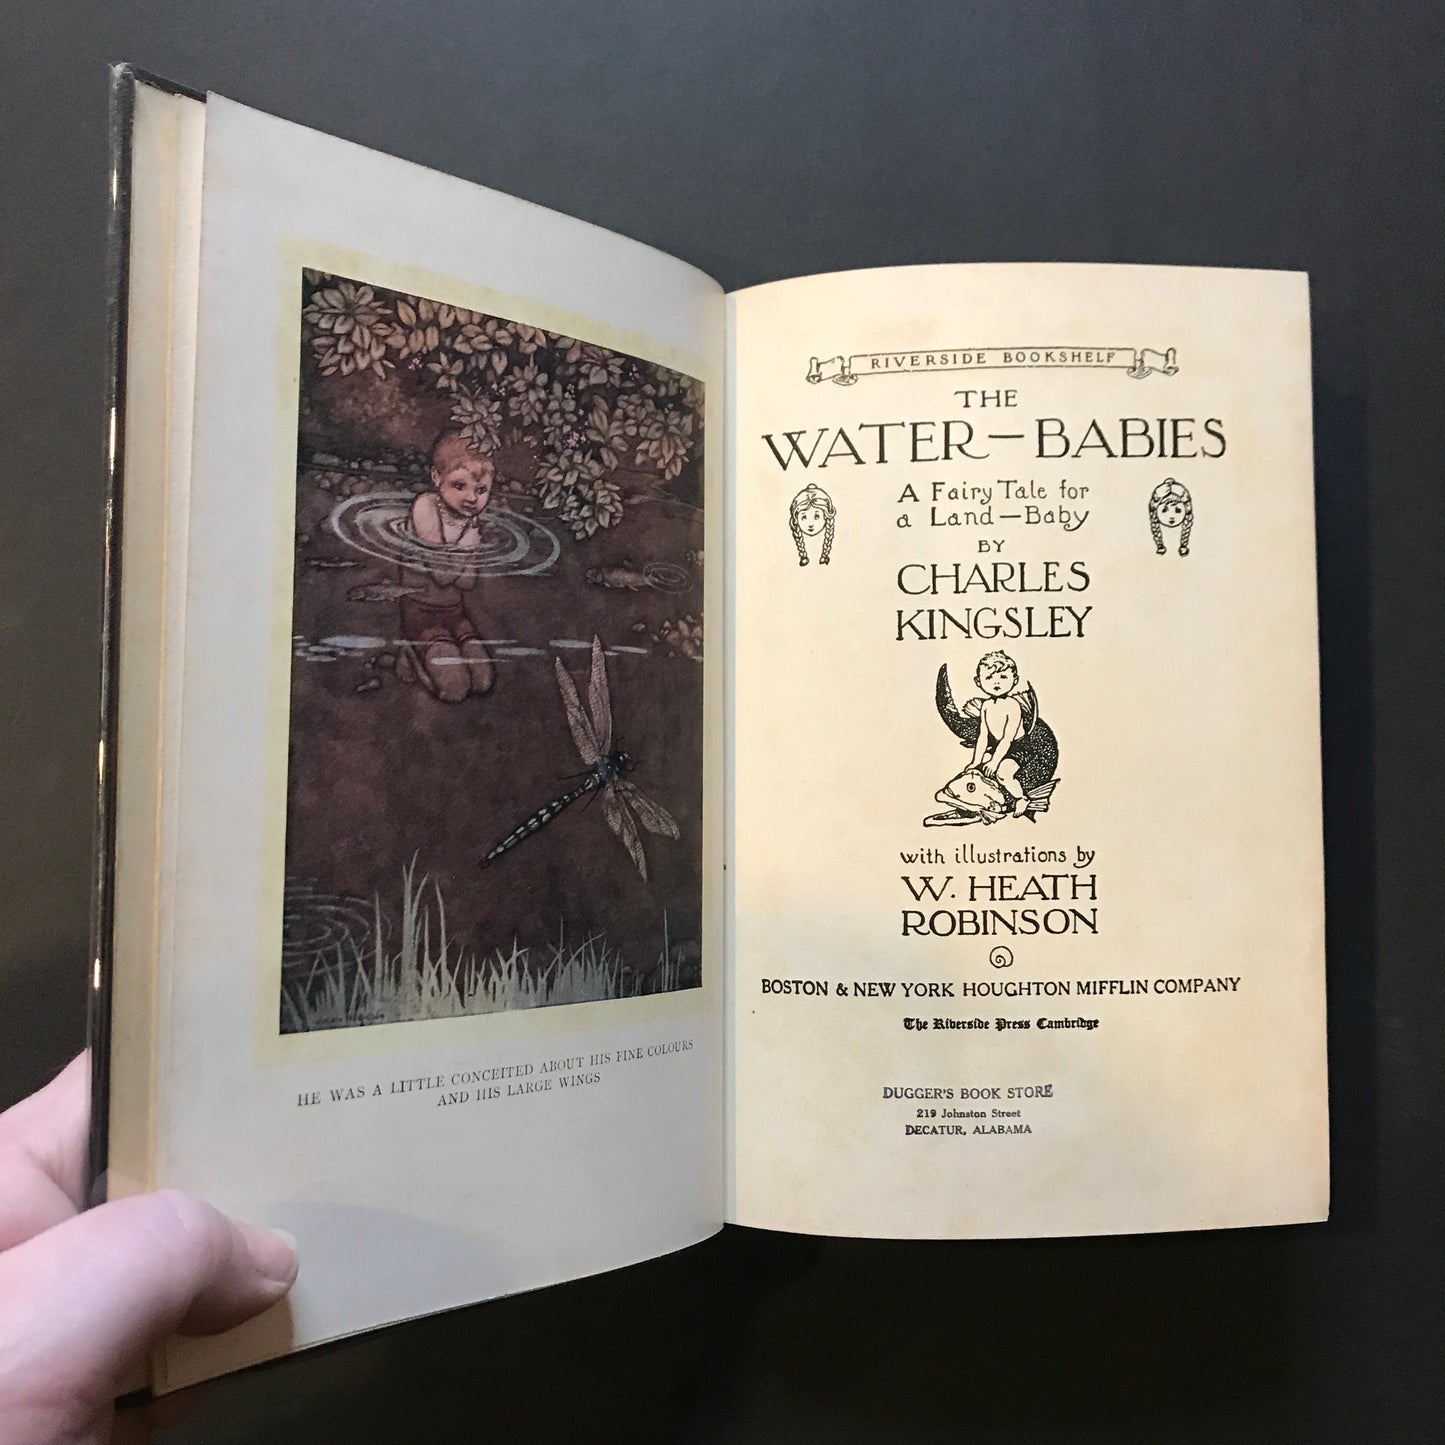 HE WAS A LITTLE CONCEITED ABOUT HIS FINE COLOURS
AND HIS LARGE WINGS
RIVERSIDE BOOKSHELF
THE
WATER—BABIES
A Fairy Tale for
a Land—Baby
BY
CHARLES
KINGSLEY
with illustrations by
W. HEATH
ROBINSON
BOSTON & NEW YORK HOUGHTON MIFFLIN COMPANY
The Riverside Press Cambridge
DUGGER'S BOOK STORE
219 Johnston Street
DECATUR, ALABAMA